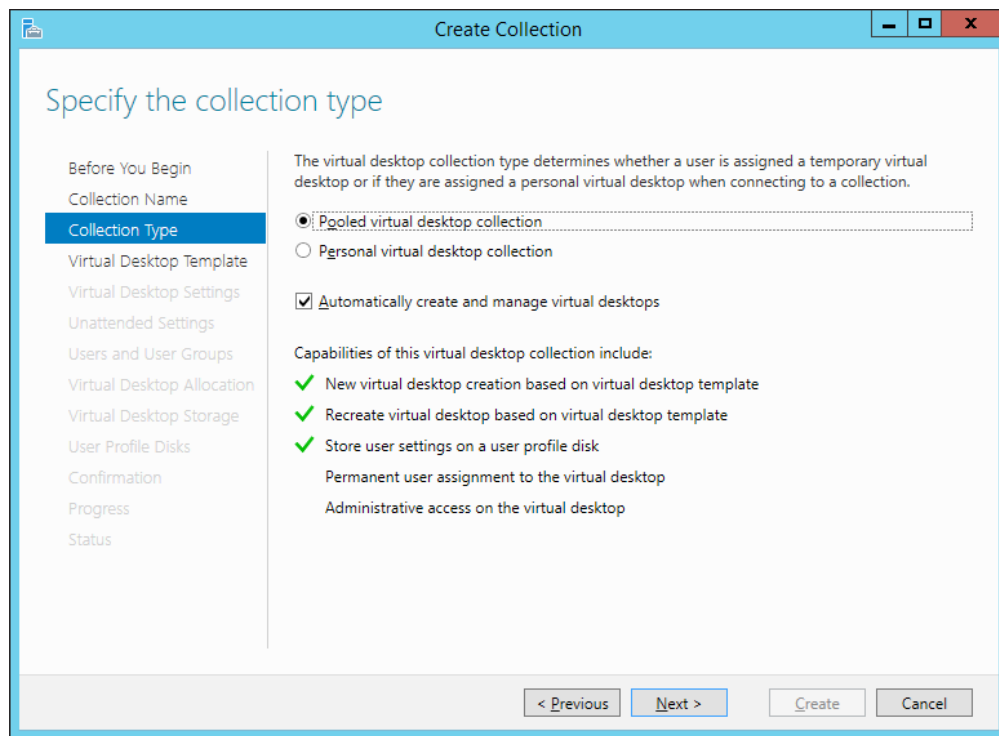 Create Collection
Specify the collection type
Before You Begin
Collection Name
Collection Type
Virtual Desktop Template
Virtual Desktop Settings
Unattended Settings
Users and User Groups
Virtual Desktop Allocation
Virtual Desktop Storage
User Profile Disks
Confirmation
Progress
Status
The virtual desktop collection type determines whether a user is assigned a temporary virtual
desktop or if they are assigned a personal virtual desktop when connecting to a collection.
Pooled virtual desktop collection
Personal virtual desktop collection
Automatically create and manage virtual desktops
Capabilities of this virtual desktop collection include:
New virtual desktop creation based on virtual desktop template
Recreate virtual desktop based on virtual desktop template
Store user settings on a user profile disk
Permanent user assignment to the virtual desktop
Administrative access on the virtual desktop
< Previous
Next >
Create
Cancel